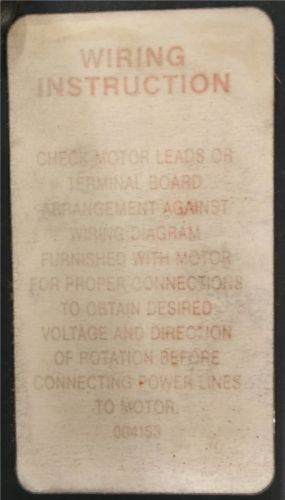 WIRING
INSTRUCTION
CHECK MOTOR LEADS OR
TERMINAL BOARD
ARRANGEMENT AGAINST
WIRING DIAGRAM
FURNISHED WITH MOTOR
FOR PROPER CONNECTIONS
TO OBTAIN DESIRED
VOLTAGE AND DIRECTION
OF ROTATION BEFORE
CONNECTING POWER LINES
TO MOTOR.
004153